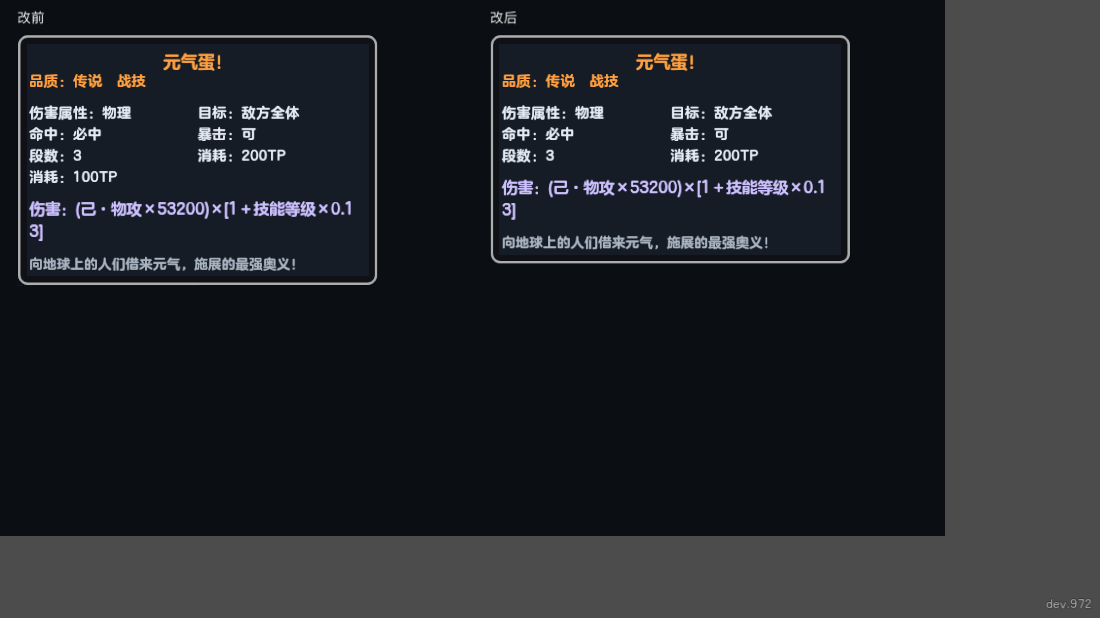 改前
元气蛋！
品质：传说　战技
伤害属性：物理　目标：敌方全体
命中：必中　暴击：可
段数：3　消耗：200TP
消耗：100TP
伤害：(己·物攻×53200)×[1+技能等级×0.1
3]
向地球上的人们借来元气，施展的最强奥义！
改后
元气蛋！
品质：传说　战技
伤害属性：物理　目标：敌方全体
命中：必中　暴击：可
段数：3　消耗：200TP
伤害：(己·物攻×53200)×[1+技能等级×0.1
3]
向地球上的人们借来元气，施展的最强奥义！
dev.972